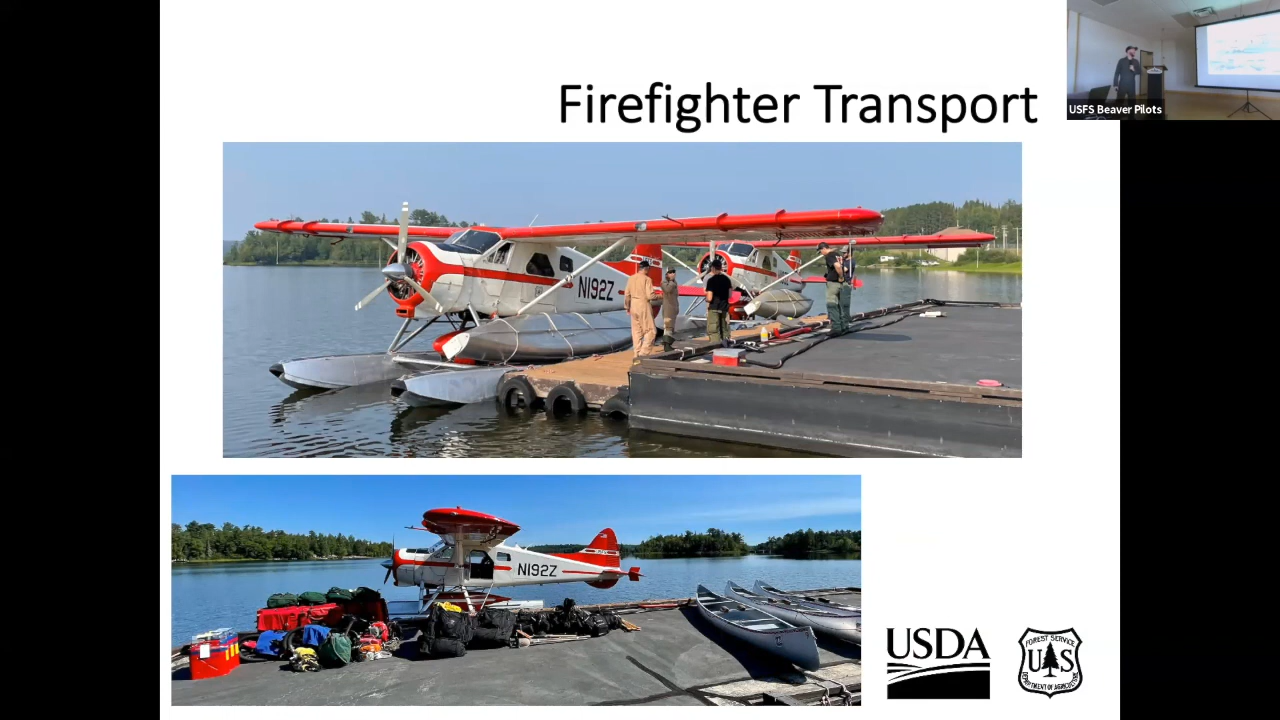 Firefighter Transport
USFS Beaver Pilots
N192Z
N192Z
USDA
FOREST SERVICE
U S
DEPARTMENT OF AGRICULTURE